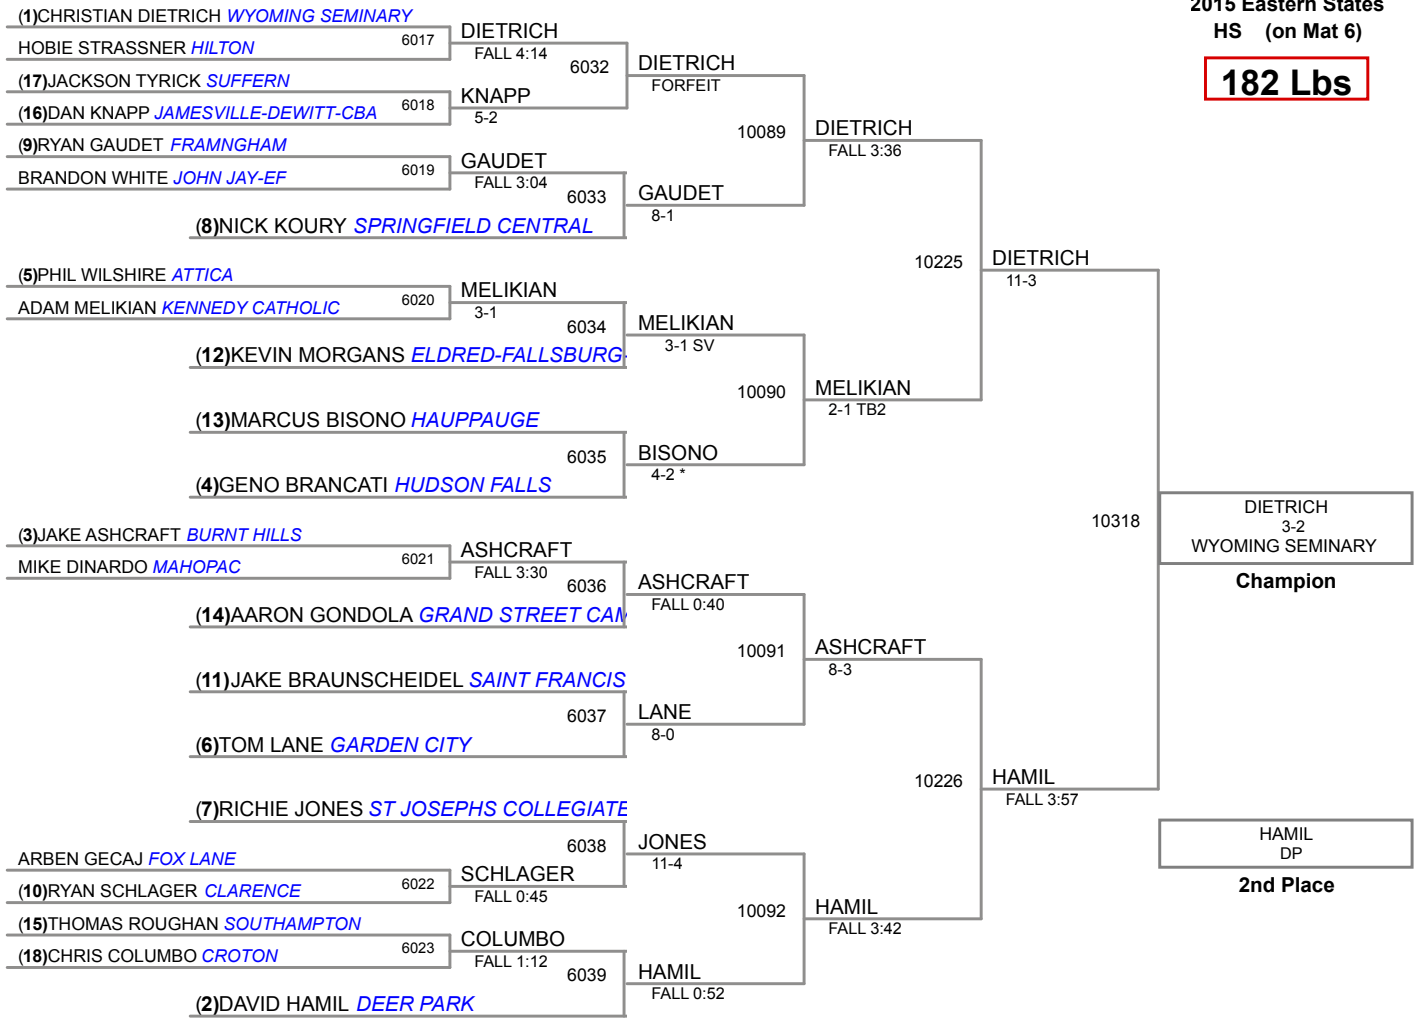 2015 Eastern States
HS (on Mat 6)
182 Lbs
(1)CHRISTIAN DIETRICH WYOMING SEMINARY
HOBIE STRASSNER HILTON
6017
DIETRICH
FALL 4:14
(17)JACKSON TYRICK SUFFERN
(16)DAN KNAPP JAMESVILLE-DEWITT-CBA
6018
KNAPP
5-2
6032
DIETRICH
FORFEIT
(9)RYAN GAUDET FRAMNGHAM
BRANDON WHITE JOHN JAY-EF
6019
GAUDET
FALL 3:04
(8)NICK KOURY SPRINGFIELD CENTRAL
6033
GAUDET
8-1
10089
DIETRICH
FALL 3:36
(5)PHIL WILSHIRE ATTICA
ADAM MELIKIAN KENNEDY CATHOLIC
6020
MELIKIAN
3-1
(12)KEVIN MORGANS ELDRED-FALLSBURG-
6034
MELIKIAN
3-1 SV
(13)MARCUS BISONO HAUPPAUGE
(4)GENO BRANCATI HUDSON FALLS
6035
BISONO
4-2 *
10090
MELIKIAN
2-1 TB2
10225
DIETRICH
11-3
(3)JAKE ASHCRAFT BURNT HILLS
MIKE DINARDO MAHOPAC
6021
ASHCRAFT
FALL 3:30
(14)AARON GONDOLA GRAND STREET CAM
6036
ASHCRAFT
FALL 0:40
(11)JAKE BRAUNSCHEIDEL SAINT FRANCIS
(6)TOM LANE GARDEN CITY
6037
LANE
8-0
10091
ASHCRAFT
8-3
(7)RICHIE JONES ST JOSEPHS COLLEGIATE
ARBEN GECAJ FOX LANE
(10)RYAN SCHLAGER CLARENCE
6022
SCHLAGER
FALL 0:45
6038
JONES
11-4
(15)THOMAS ROUGHAN SOUTHAMPTON
(18)CHRIS COLUMBO CROTON
6023
COLUMBO
FALL 1:12
(2)DAVID HAMIL DEER PARK
6039
HAMIL
FALL 0:52
10092
HAMIL
FALL 3:42
10226
HAMIL
FALL 3:57
10318
DIETRICH
3-2
WYOMING SEMINARY
Champion
HAMIL
DP
2nd Place